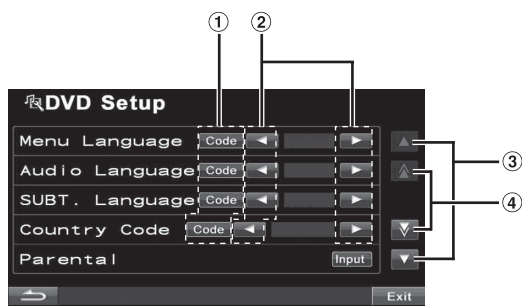 ① ②
DVD Setup
Menu Language Code
Audio Language Code
SUBT. Language Code
Country Code Code
Parental Input
Exit
③
④